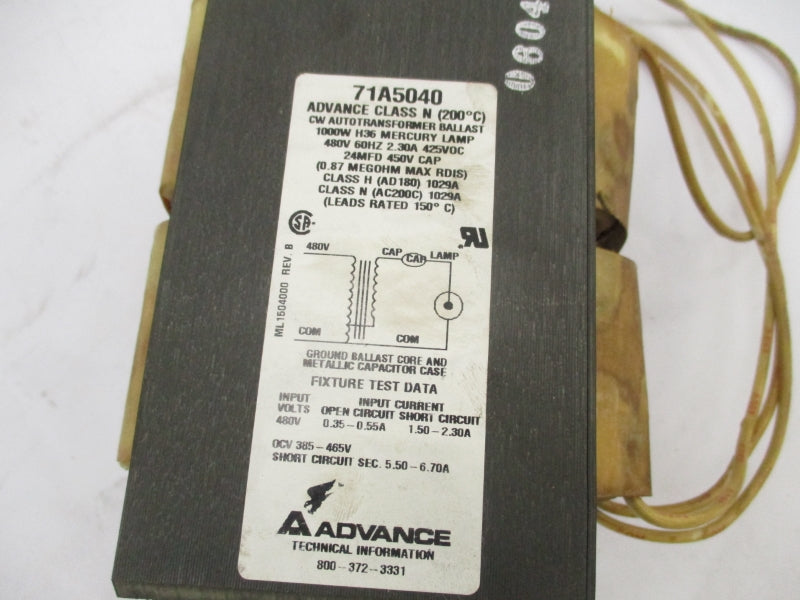 0604
71A5040
ADVANCE CLASS N (200°C)
CW AUTOTRANSFORMER BALLAST
1000W H36 MERCURY LAMP
480V 60HZ 2.30A 425VOC
24MFD 450V CAP
(0.87 MEGOHM MAX RDIS)
CLASS H (AD180) 1029A
CLASS N (AC200C) 1029A
(LEADS RATED 150° C)
480V
CAP
CAP
LAMP
COM
COM
ML1504000 REV. B
GROUND BALLAST CORE AND
METALLIC CAPACITOR CASE
FIXTURE TEST DATA
INPUT VOLTS
INPUT CURRENT
OPEN CIRCUIT SHORT CIRCUIT
480V 0.35-0.55A 1.50-2.30A
OCV 385-465V
SHORT CIRCUIT SEC. 5.50-6.70A
ADVANCE
TECHNICAL INFORMATION
800-372-3331